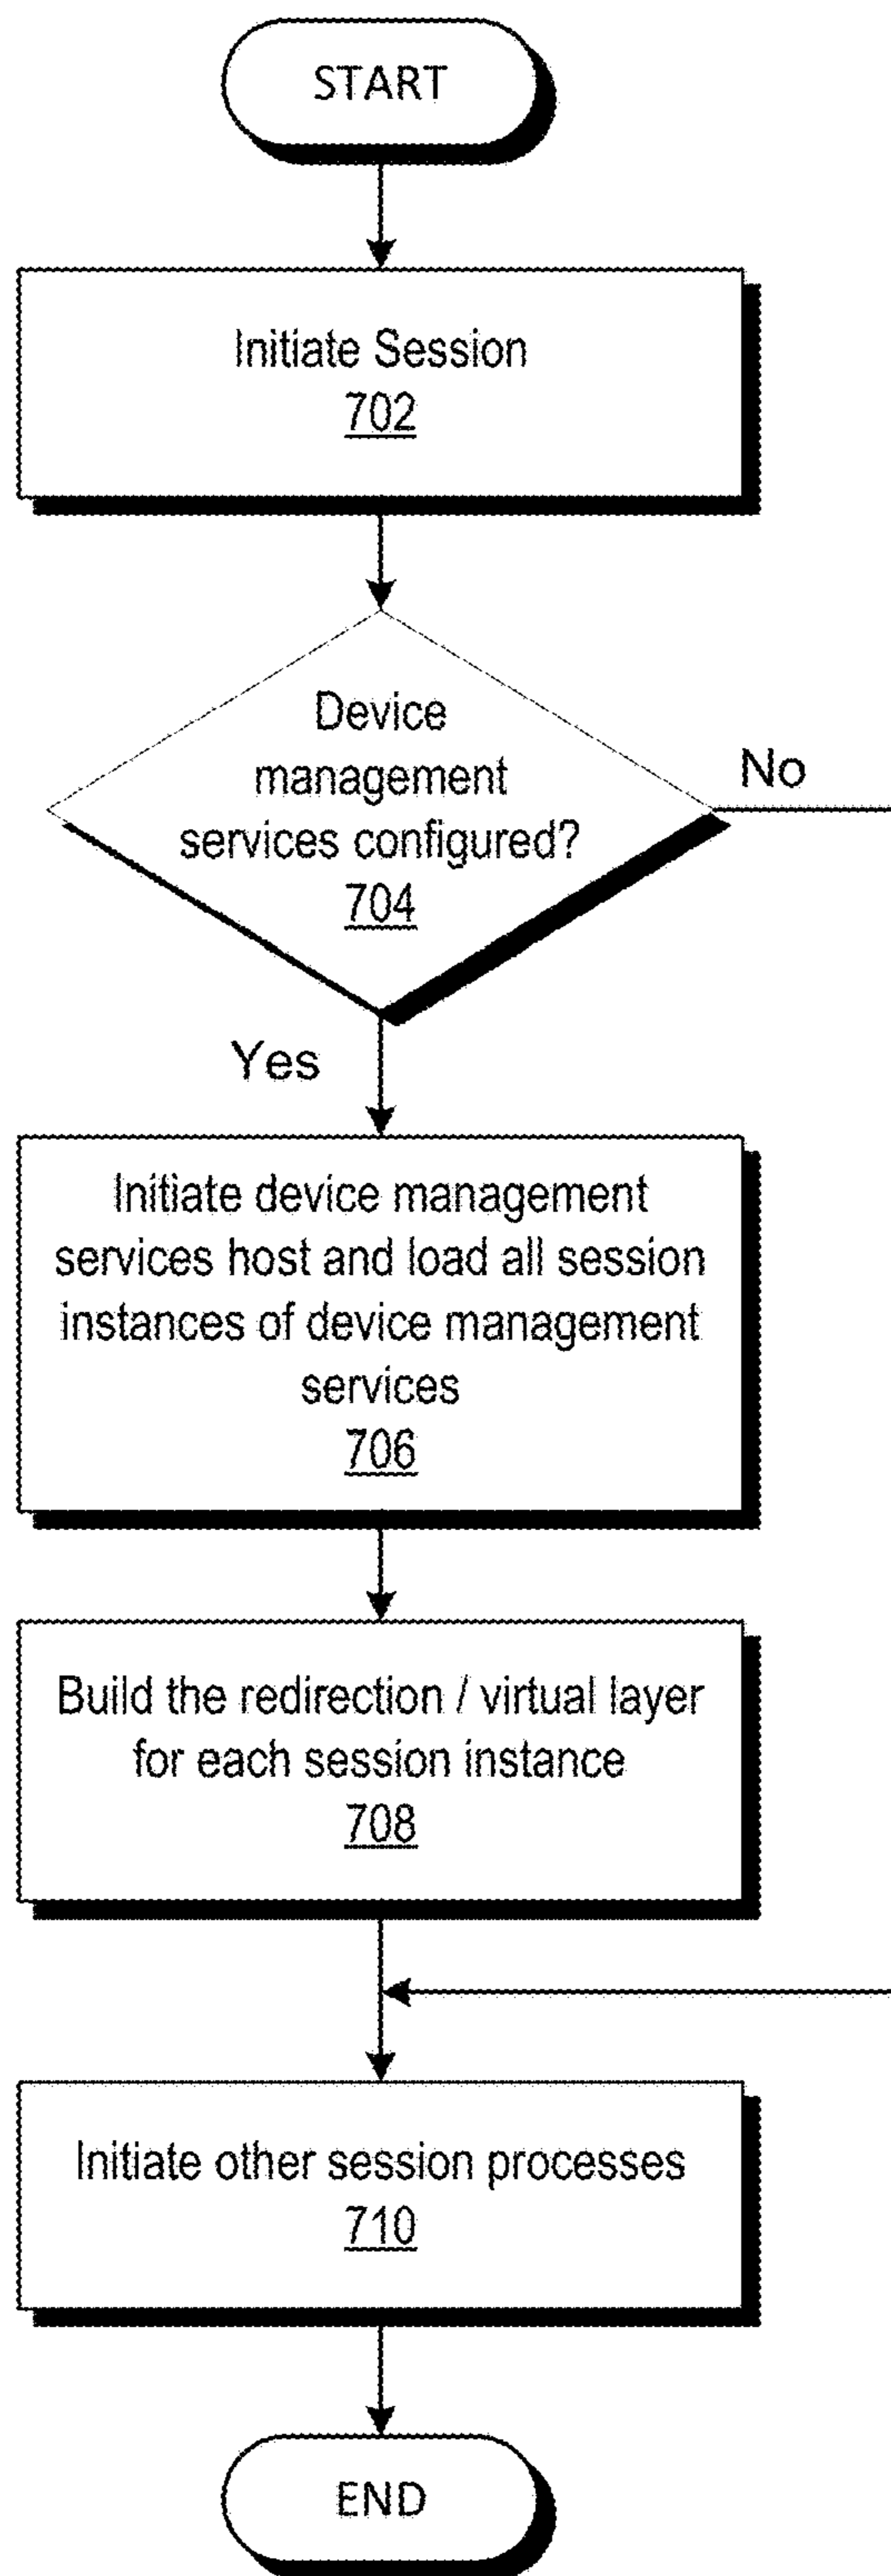 START
Initiate Session
702
Device
management
services configured?
704
No
Yes
Initiate device management
services host and load all session
instances of device management
services
706
Build the redirection / virtual layer
for each session instance
708
Initiate other session processes
710
END